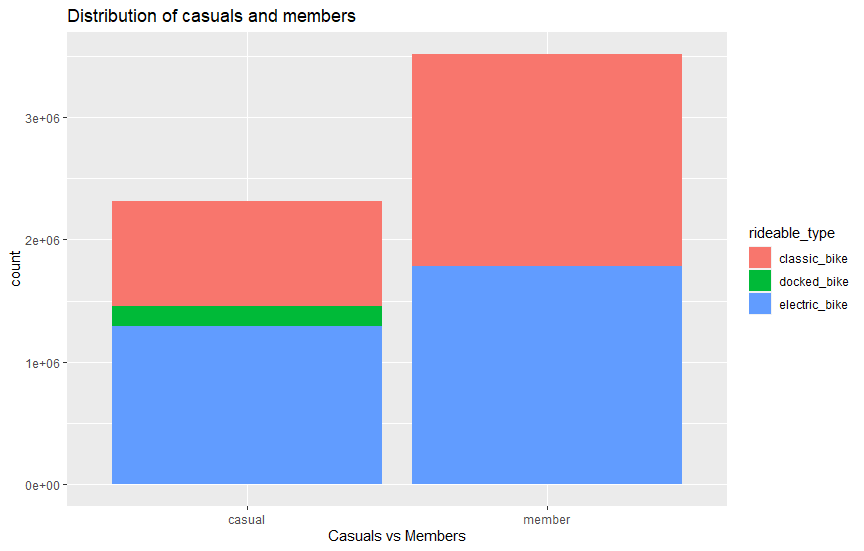 Distribution of casuals and members
count
3e+06
2e+06
1e+06
0e+00
casual
member
Casuals vs Members
rideable_type
classic_bike
docked_bike
electric_bike